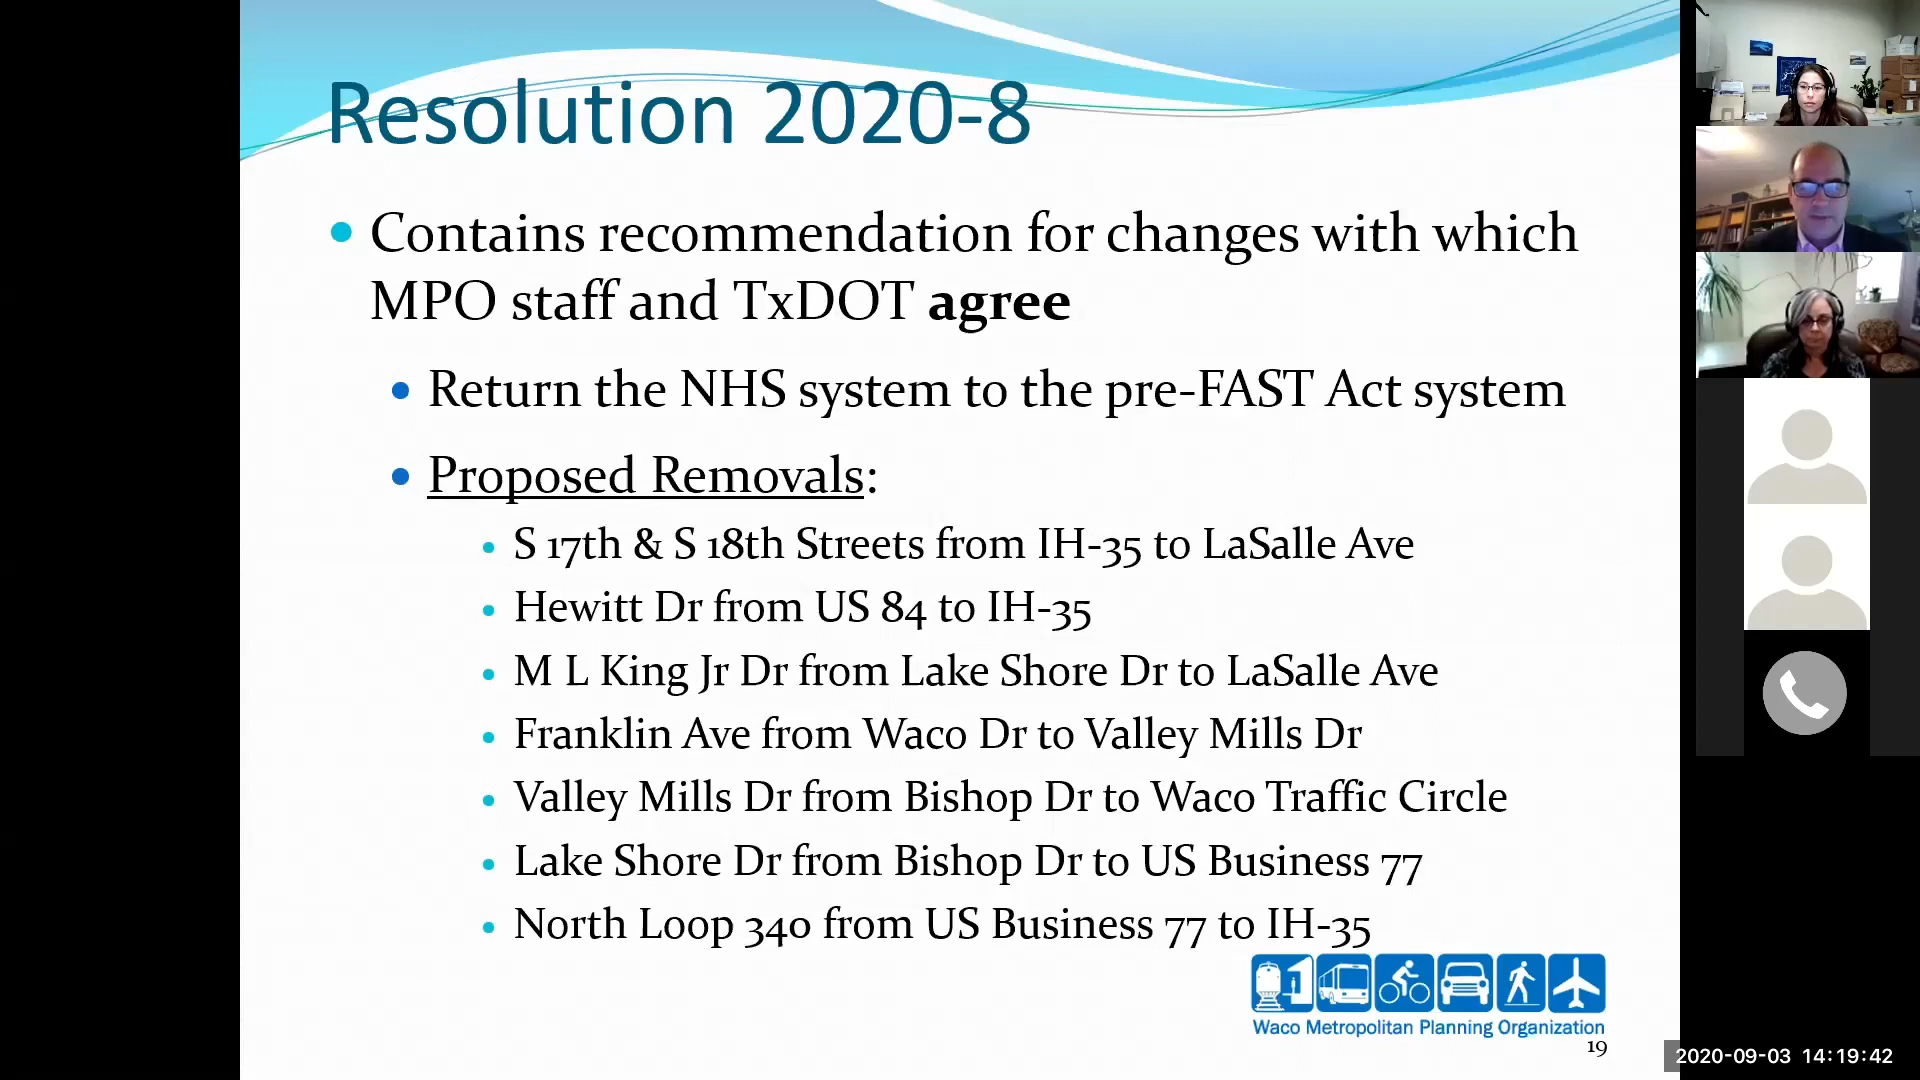 Resolution 2020-8
Contains recommendation for changes with which
MPO staff and TxDOT agree
Return the NHS system to the pre-FAST Act system
Proposed Removals:
S 17th & S 18th Streets from IH-35 to LaSalle Ave
Hewitt Dr from US 84 to IH-35
M L King Jr Dr from Lake Shore Dr to LaSalle Ave
Franklin Ave from Waco Dr to Valley Mills Dr
Valley Mills Dr from Bishop Dr to Waco Traffic Circle
Lake Shore Dr from Bishop Dr to US Business 77
North Loop 340 from US Business 77 to IH-35
Waco Metropolitan Planning Organization
19
2020-09-03 14:19:42